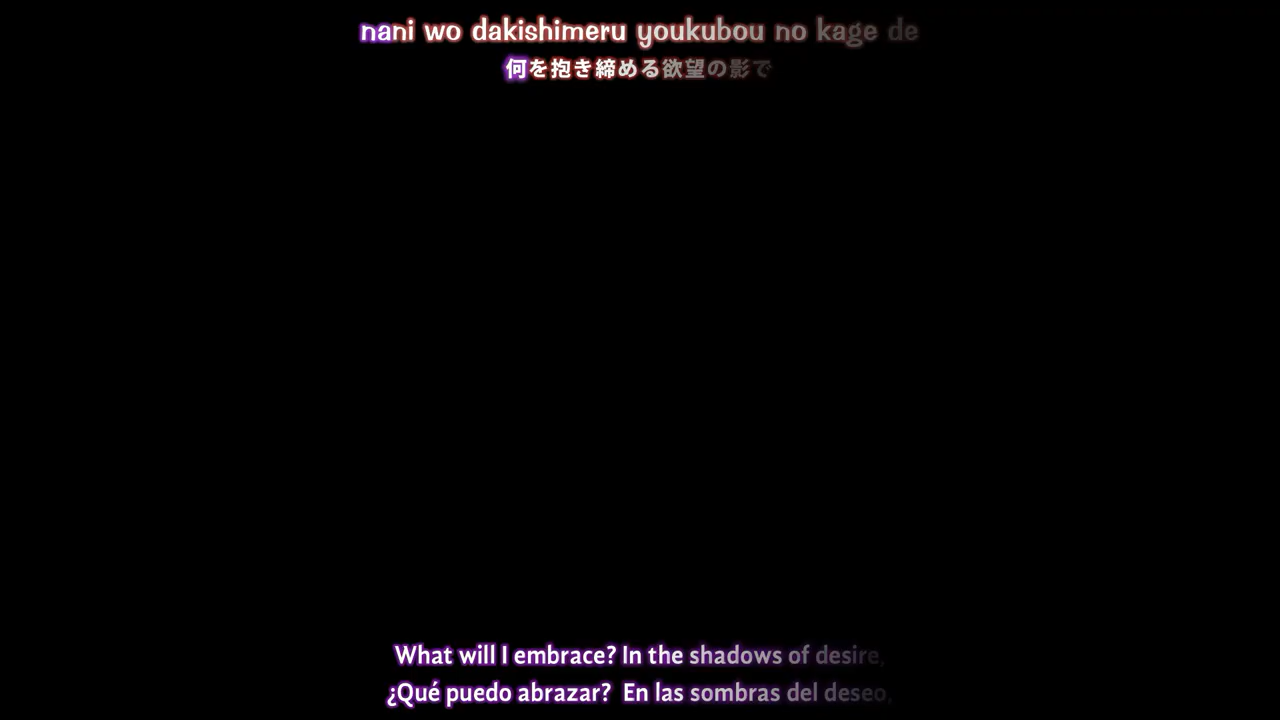 nani wo dakishimeru youkubou no kage de
何を抱き締める欲望の影で
What will I embrace? In the shadows of desire,
¿Qué puedo abrazar?  En las sombras del deseo,